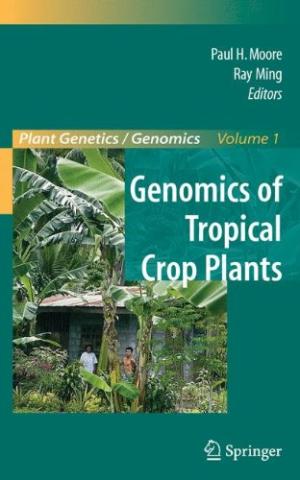 Paul H. Moore
Ray Ming
Editors
Plant Genetics / Genomics Volume 1
Genomics of
Tropical
Crop Plants
Springer